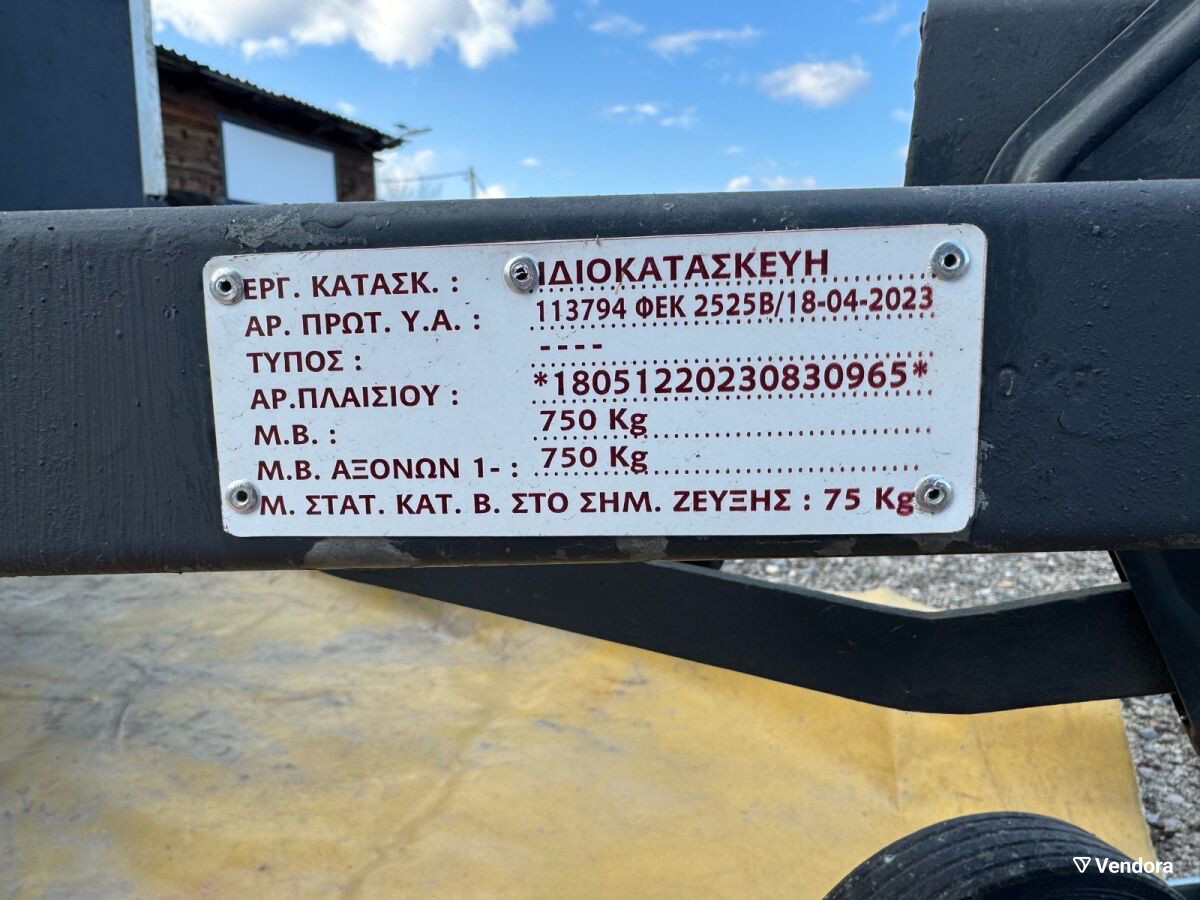 ΕΡΓ. ΚΑΤΑΣΚ. : ΙΔΙΟΚΑΤΑΣΚΕΥΗ
ΑΡ. ΠΡΩΤ. Υ.Α. : 113794 ΦΕΚ 2525Β/18-04-2023
ΤΥΠΟΣ : ----
ΑΡ.ΠΛΑΙΣΙΟΥ : *18051220230830965*
Μ.Β. : 750 Kg
Μ.Β. ΑΞΟΝΩΝ 1- : 750 Kg
Μ. ΣΤΑΤ. ΚΑΤ. Β. ΣΤΟ ΣΗΜ. ΖΕΥΞΗΣ : 75 Kg
Vendora